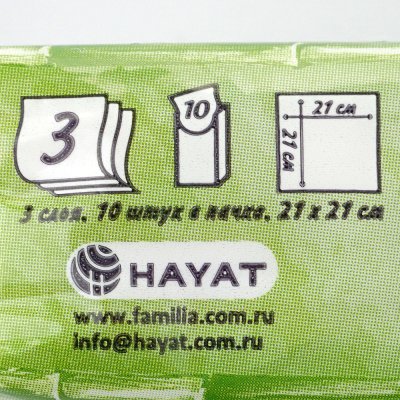 3
10
21 см
21 см
3 слоя. 10 штук в пачке. 21 x 21 см
HAYAT
www.familia.com.ru
info@hayat.com.ru